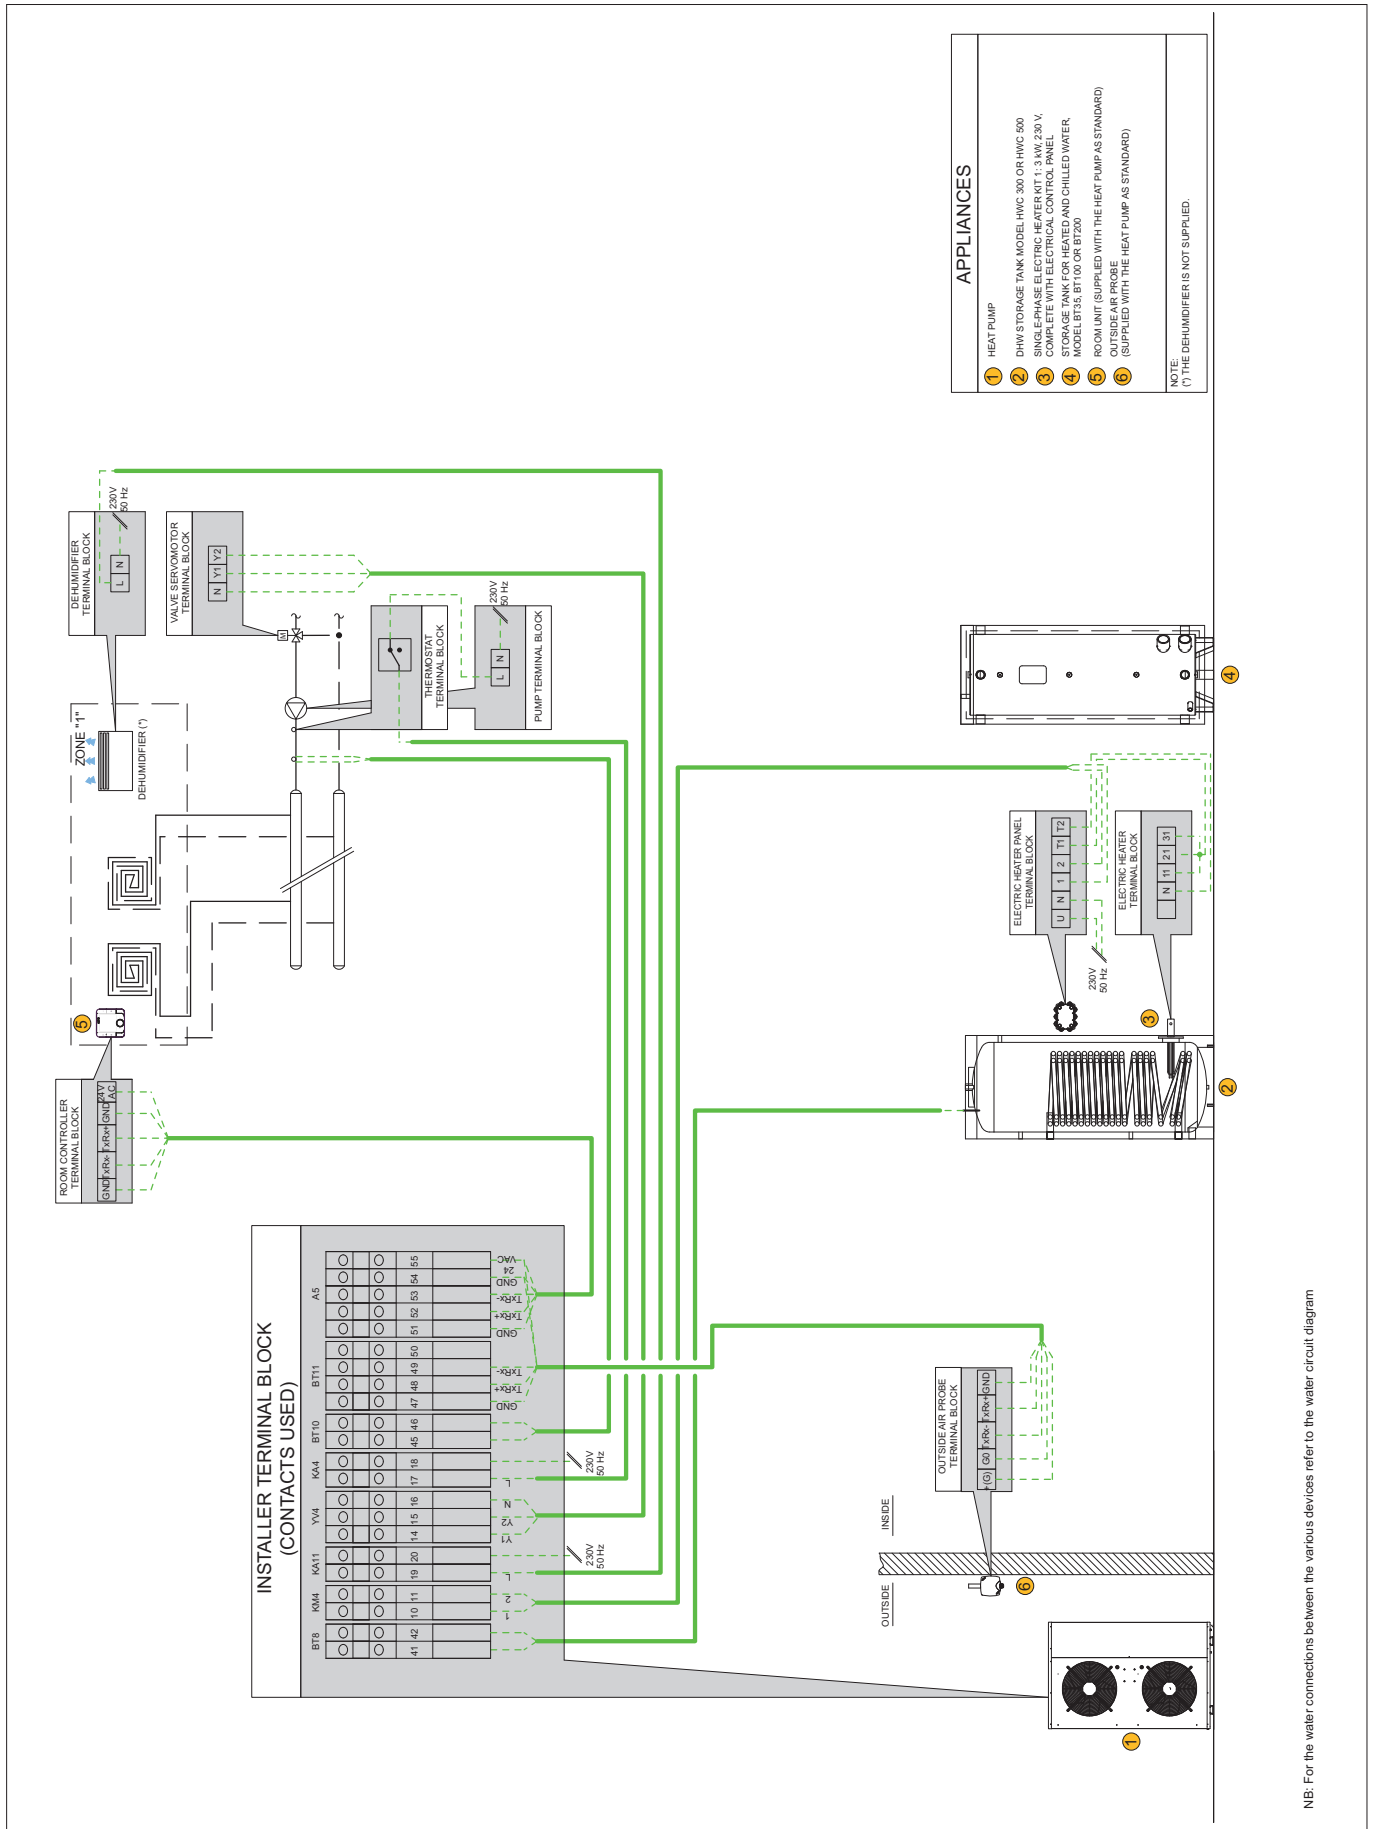 ZONE "1"
DEHUMIDIFIER (*)
5
ROOM CONTROLLER
TERMINAL BLOCK
GND TxRx- TxRx+ GND 24V
AC
DEHUMIDIFIER
TERMINAL BLOCK
L N
230V
50 Hz
VALVE SERVOMOTOR
TERMINAL BLOCK
N Y1 Y2
M
THERMOSTAT
TERMINAL BLOCK
L N
230V
50 Hz
PUMP TERMINAL BLOCK
INSTALLER TERMINAL BLOCK
(CONTACTS USED)
BT8 KM4 KA11 YV4 KA4 BT10 BT11 A5
41 42 10 11 19 20 14 15 16 17 18 45 46 47 48 49 50 51 52 53 54 55
1 2 L Y1 Y2 N L GND TxRx+ TxRx- GND TxRx+ TxRx- GND 24
VAC
230V
50 Hz
230V
50 Hz
OUTSIDE
INSIDE
OUTSIDE AIR PROBE
TERMINAL BLOCK
+(G) G0 TxRx- TxRx+ GND
ELECTRIC HEATER PANEL
TERMINAL BLOCK
U N 1 2 T1 T2
230V
50 Hz
ELECTRIC HEATER
TERMINAL BLOCK
N 11 21 31
1
6
2
3
4
APPLIANCES
1 HEAT PUMP
2 DHW STORAGE TANK MODEL HWC 300 OR HWC 500
3 SINGLE-PHASE ELECTRIC HEATER KIT 1: 3 kW, 230 V,
COMPLETE WITH ELECTRICAL CONTROL PANEL
4 STORAGE TANK FOR HEATED AND CHILLED WATER,
MODEL BT35, BT100 OR BT200
5 ROOM UNIT (SUPPLIED WITH THE HEAT PUMP AS STANDARD)
6 OUTSIDE AIR PROBE
(SUPPLIED WITH THE HEAT PUMP AS STANDARD)
NOTE:
(*) THE DEHUMIDIFIER IS NOT SUPPLIED.
NB: For the water connections between the various devices refer to the water circuit diagram